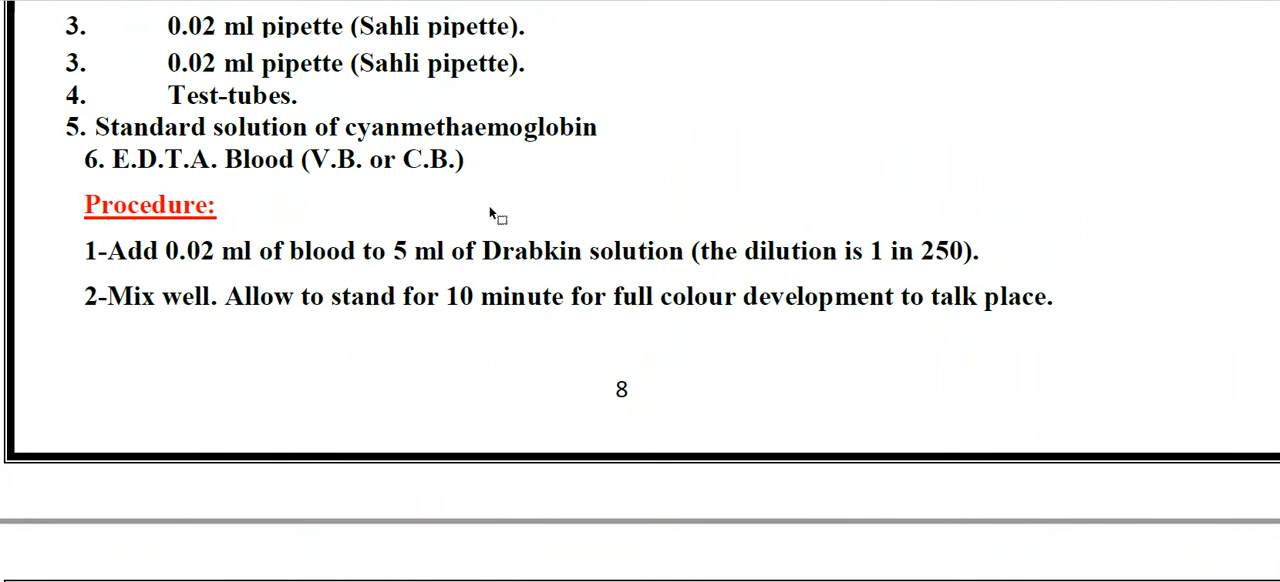 3. 0.02 ml pipette (Sahli pipette).
3. 0.02 ml pipette (Sahli pipette).
4. Test-tubes.
5. Standard solution of cyanmethaemoglobin
6. E.D.T.A. Blood (V.B. or C.B.)
Procedure:
1-Add 0.02 ml of blood to 5 ml of Drabkin solution (the dilution is 1 in 250).
2-Mix well. Allow to stand for 10 minute for full colour development to talk place.
8